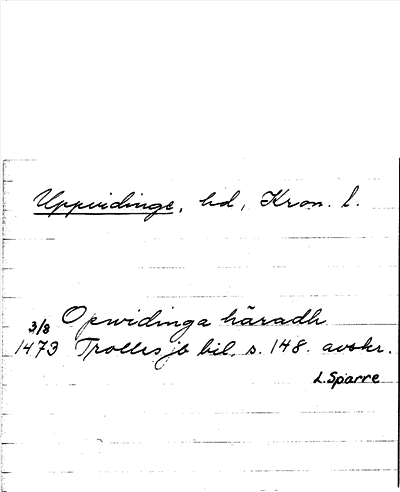 Uppvidinge, hd, Kron. l.
3/8 Opwidinga häradh
1473 Trolles jb bil. s. 148. avskr.
L. Sparre